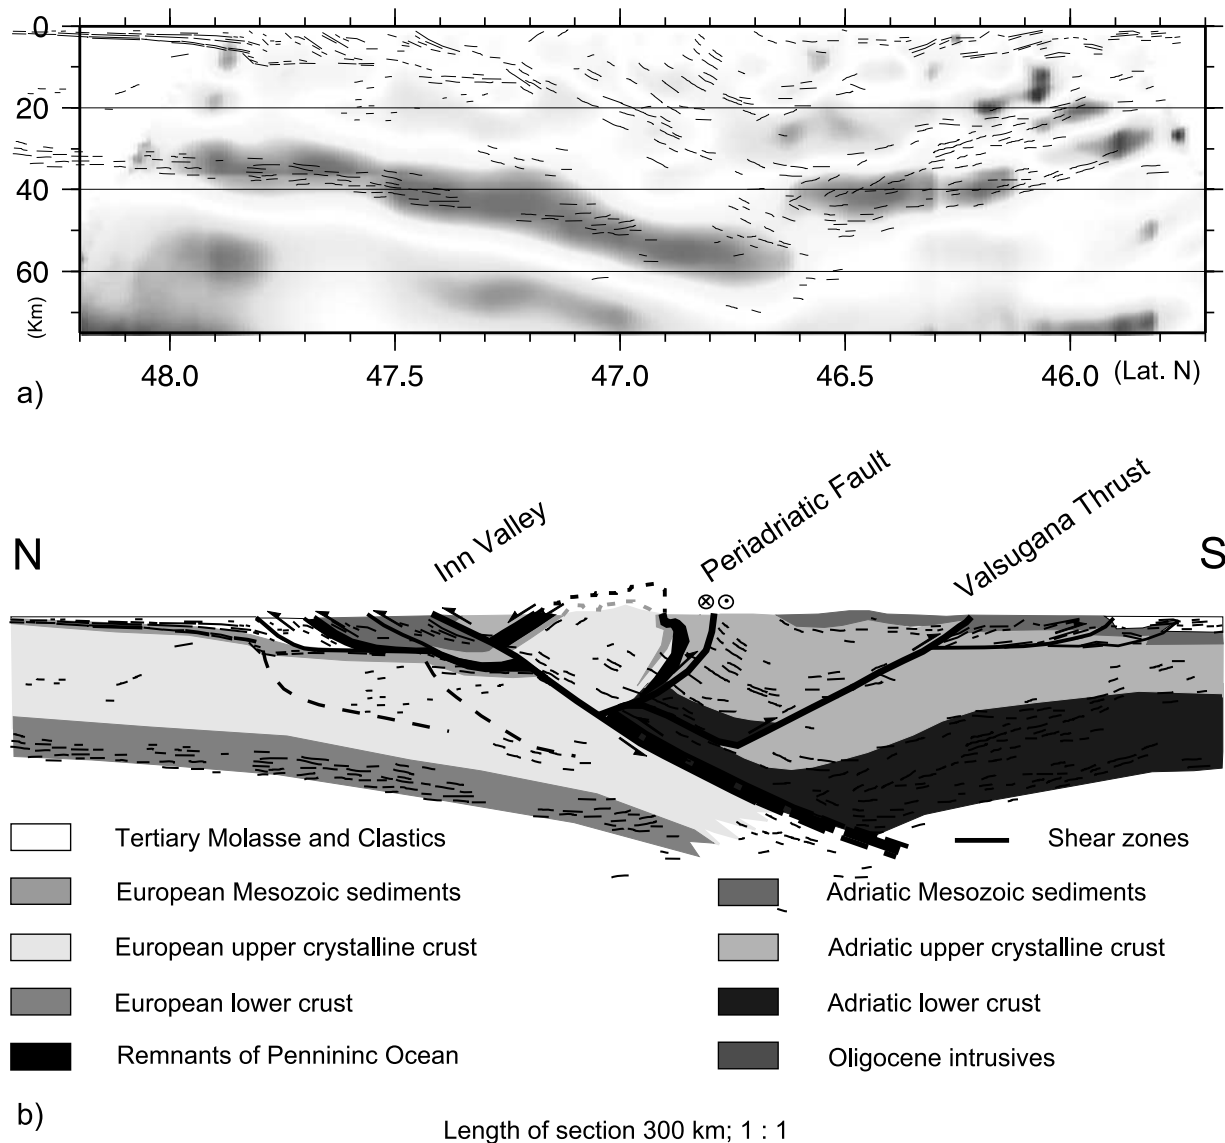 0
20
40
60
(Km)
48.0 47.5 47.0 46.5 46.0 (Lat. N)
a)
Inn Valley
Periadriatic Fault
Valsugana Thrust
N
S
Tertiary Molasse and Clastics
European Mesozoic sediments
European upper crystalline crust
European lower crust
Remnants of Pennininc Ocean
Shear zones
Adriatic Mesozoic sediments
Adriatic upper crystalline crust
Adriatic lower crust
Oligocene intrusives
b)
Length of section 300 km; 1 : 1